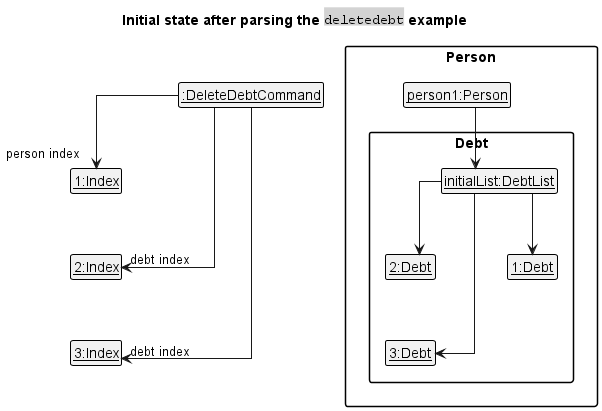 Initial state after parsing the deletedebt example
Person
:DeleteDebtCommand
person1:Person
Debt
person index
1:Index
initialList:DebtList
2:Index
debt index
2:Debt
1:Debt
3:Index
debt index
3:Debt